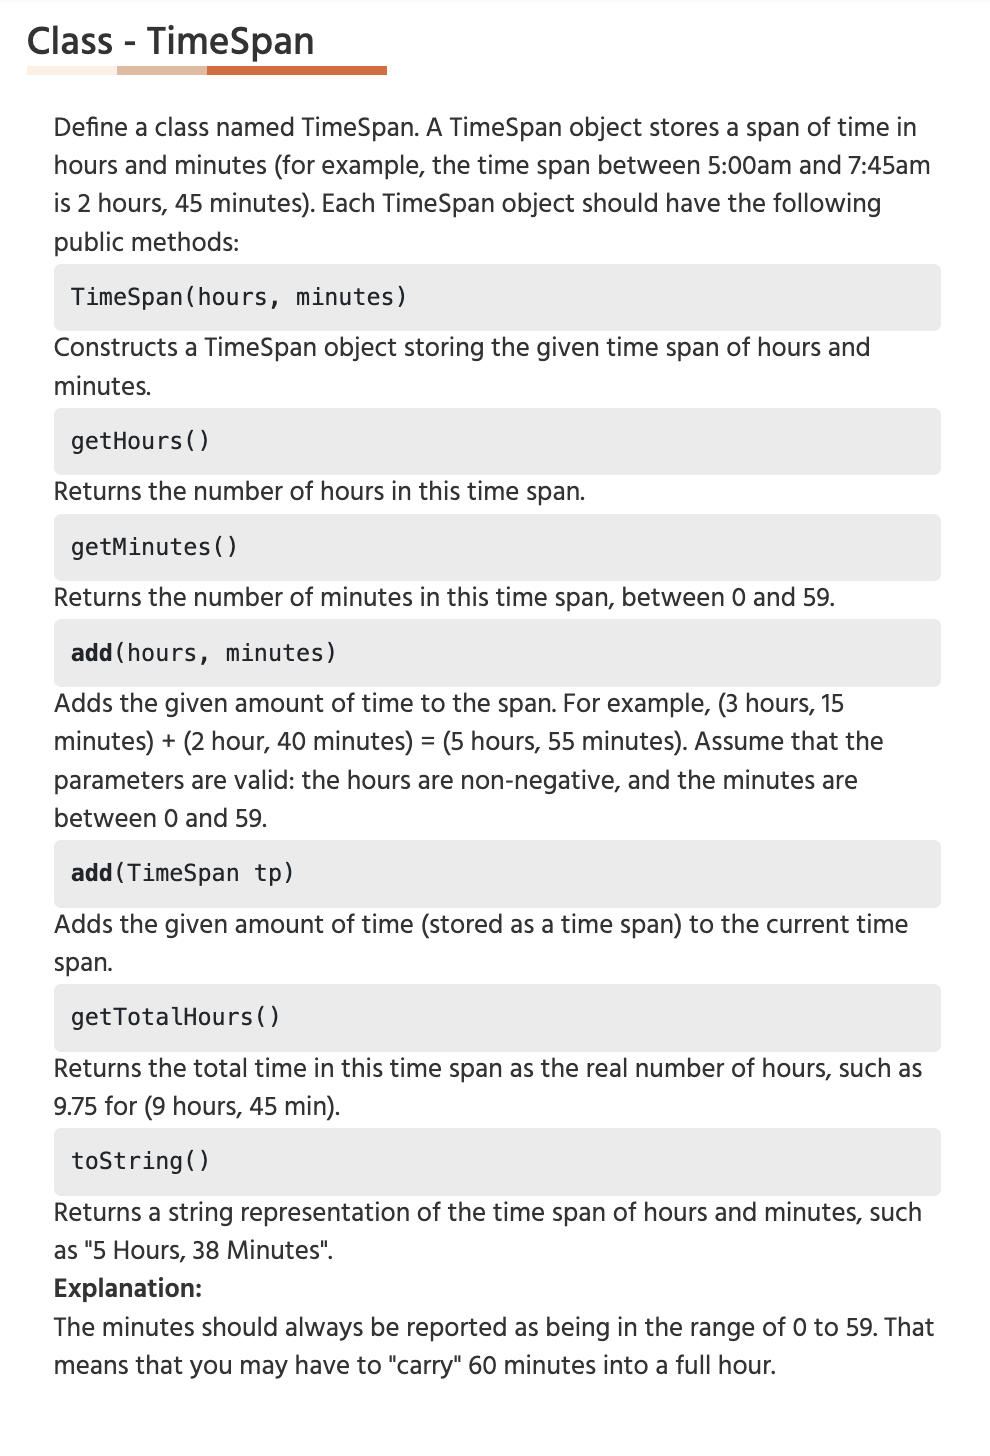 Class - TimeSpan
Define a class named TimeSpan. A TimeSpan object stores a span of time in
hours and minutes (for example, the time span between 5:00am and 7:45am
is 2 hours, 45 minutes). Each TimeSpan object should have the following
public methods:
TimeSpan(hours, minutes)
Constructs a TimeSpan object storing the given time span of hours and
minutes.
getHours()
Returns the number of hours in this time span.
getMinutes()
Returns the number of minutes in this time span, between 0 and 59.
add(hours, minutes)
Adds the given amount of time to the span. For example, (3 hours, 15
minutes) + (2 hour, 40 minutes) = (5 hours, 55 minutes). Assume that the
parameters are valid: the hours are non-negative, and the minutes are
between 0 and 59.
add(TimeSpan tp)
Adds the given amount of time (stored as a time span) to the current time
span.
getTotalHours()
Returns the total time in this time span as the real number of hours, such as
9.75 for (9 hours, 45 min).
toString()
Returns a string representation of the time span of hours and minutes, such
as "5 Hours, 38 Minutes".
Explanation:
The minutes should always be reported as being in the range of 0 to 59. That
means that you may have to "carry" 60 minutes into a full hour.